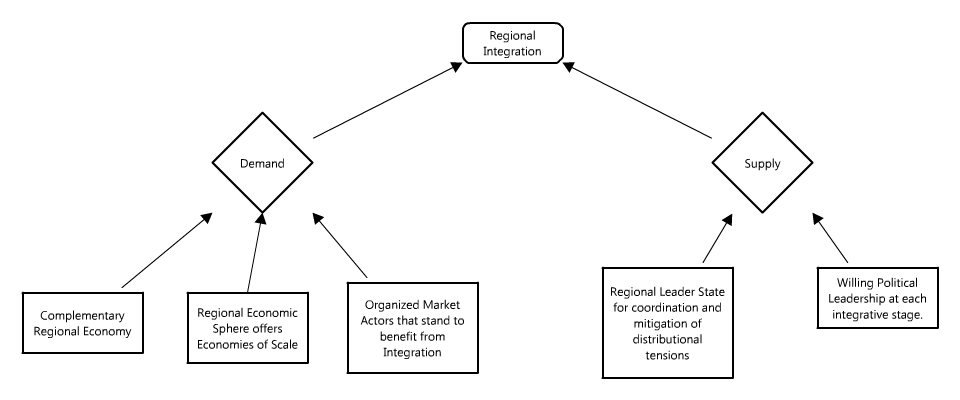 Regional
Integration
Demand
Supply
Complementary
Regional Economy
Regional Economic
Sphere offers
Economies of Scale
Organized Market
Actors that stand to
benefit from
Integration
Regional Leader State
for coordination and
mitigation of
distributional
tensions
Willing Political
Leadership at each
integrative stage.